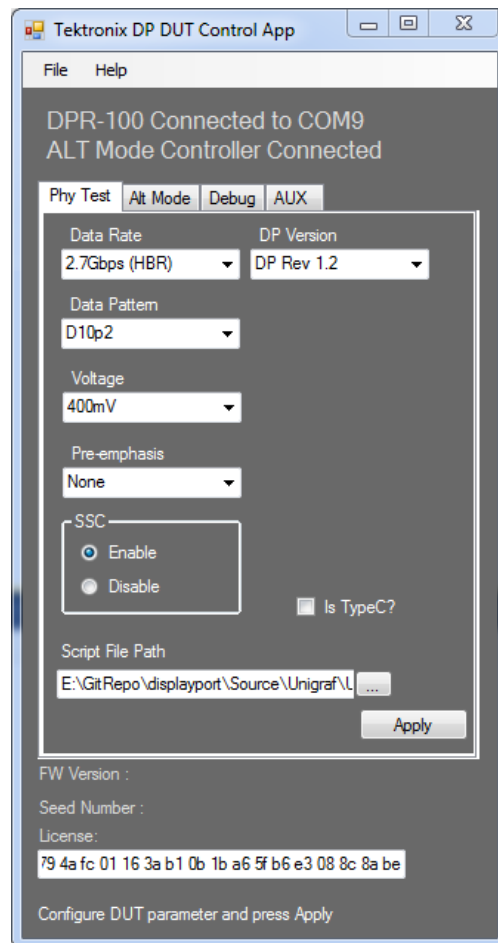 Tektronix DP DUT Control App
File Help
DPR-100 Connected to COM9
ALT Mode Controller Connected
Phy Test Alt Mode Debug AUX
Data Rate DP Version
2.7Gbps (HBR) DP Rev 1.2
Data Pattern
D10p2
Voltage
400mV
Pre-emphasis
None
SSC
Enable
Disable
Is TypeC?
Script File Path
E:\GitRepo\displayport\Source\Unigraf\ ...
Apply
FW Version :
Seed Number :
License:
79 4a fc 01 16 3a b1 0b 1b a6 5f b6 e3 08 8c 8a be
Configure DUT parameter and press Apply